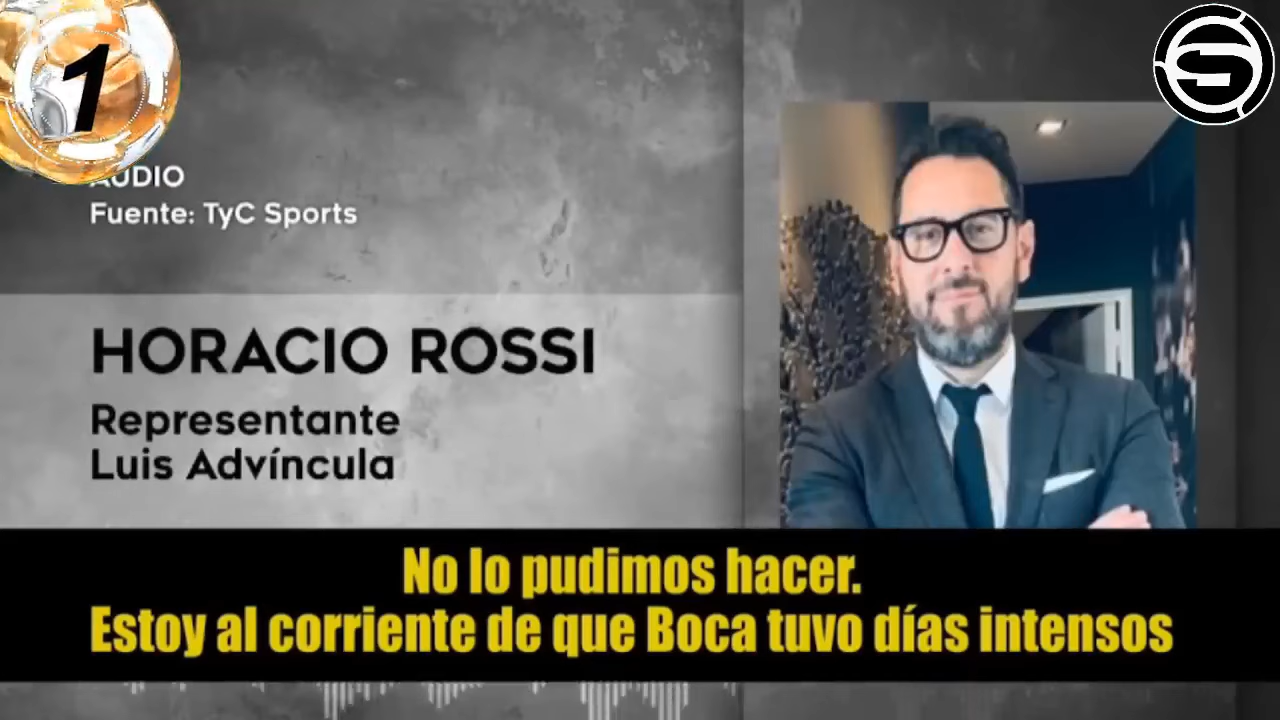 1
AUDIO
Fuente: TyC Sports
HORACIO ROSSI
Representante
Luis Advíncula
No lo pudimos hacer.
Estoy al corriente de que Boca tuvo días intensos